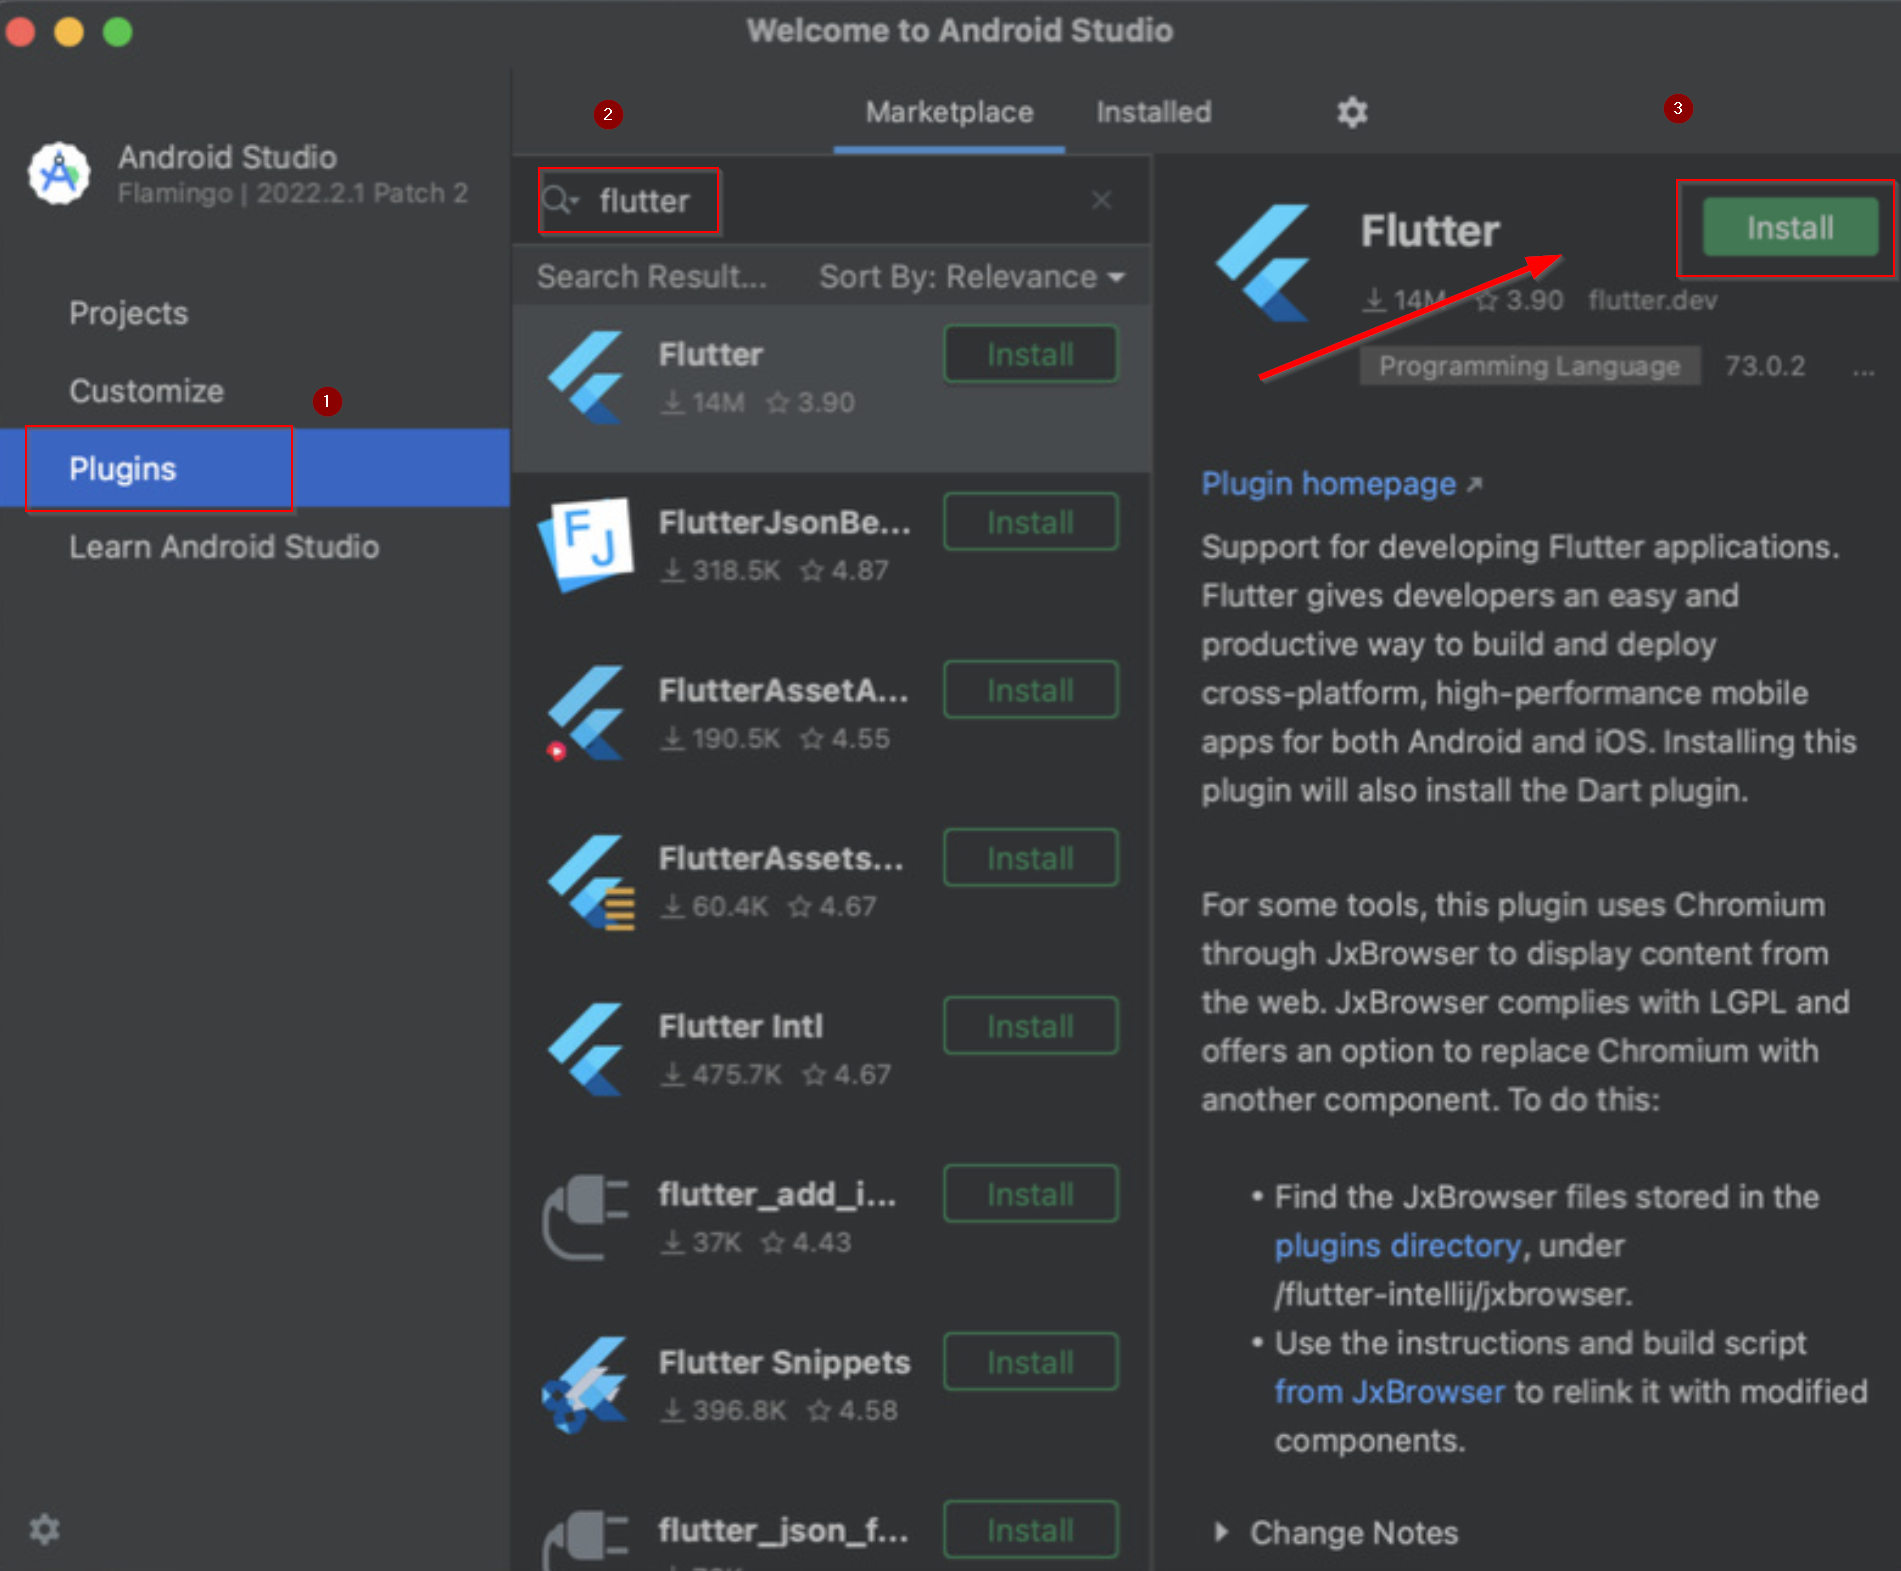 Welcome to Android Studio
Android Studio
Flamingo | 2022.2.1 Patch 2
Projects
Customize
1
Plugins
Learn Android Studio
2
Marketplace
Installed
3
flutter
Search Result...
Sort By: Relevance
Flutter
Install
14M 3.90
FlutterJsonBe...
Install
318.5K 4.87
FlutterAssetA...
Install
190.5K 4.55
FlutterAssets...
Install
60.4K 4.67
Flutter Intl
Install
475.7K 4.67
flutter_add_i...
Install
37K 4.43
Flutter Snippets
Install
396.8K 4.58
flutter_json_f...
Install
Flutter
Install
14M 3.90 flutter.dev
Programming Language 73.0.2 ...
Plugin homepage
Support for developing Flutter applications.
Flutter gives developers an easy and
productive way to build and deploy
cross-platform, high-performance mobile
apps for both Android and iOS. Installing this
plugin will also install the Dart plugin.
For some tools, this plugin uses Chromium
through JxBrowser to display content from
the web. JxBrowser complies with LGPL and
offers an option to replace Chromium with
another component. To do this:
• Find the JxBrowser files stored in the
plugins directory, under
/flutter-intellij/jxbrowser.
• Use the instructions and build script
from JxBrowser to relink it with modified
components.
Change Notes